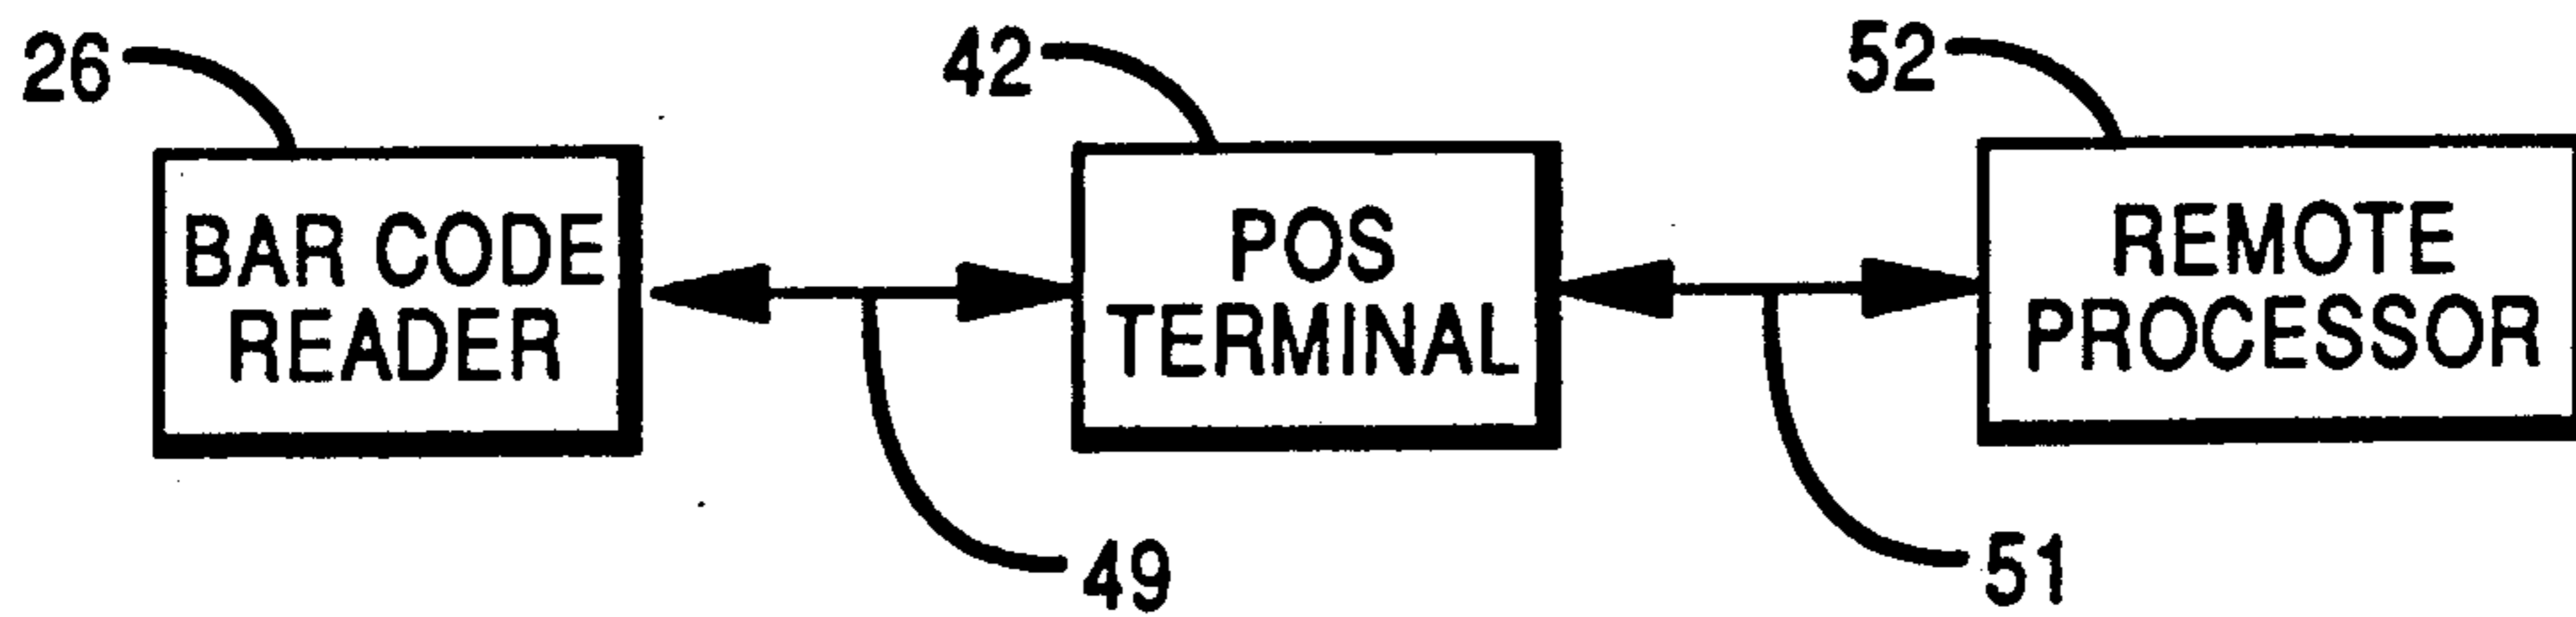 26
42
52
BAR CODE
READER
POS
TERMINAL
REMOTE
PROCESSOR
49
51